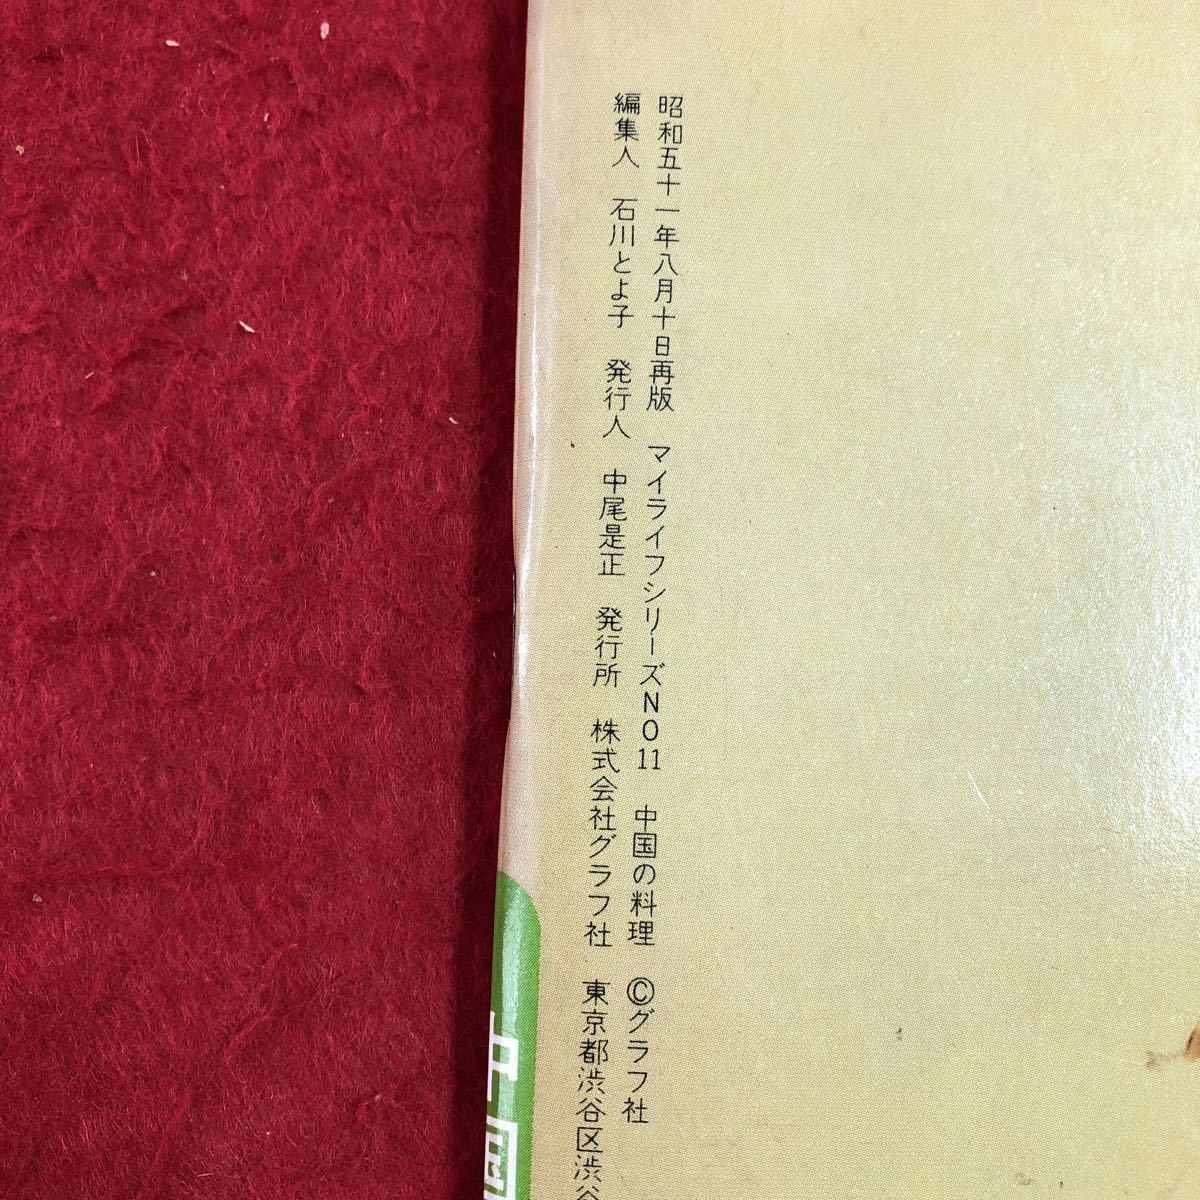 昭和五十一年八月十日再版 マイライフシリーズNO11 中国の料理 ©グラフ社
編集人 石川とよ子 発行人 中尾是正 発行所 株式会社グラフ社 東京都渋谷区渋谷
中国